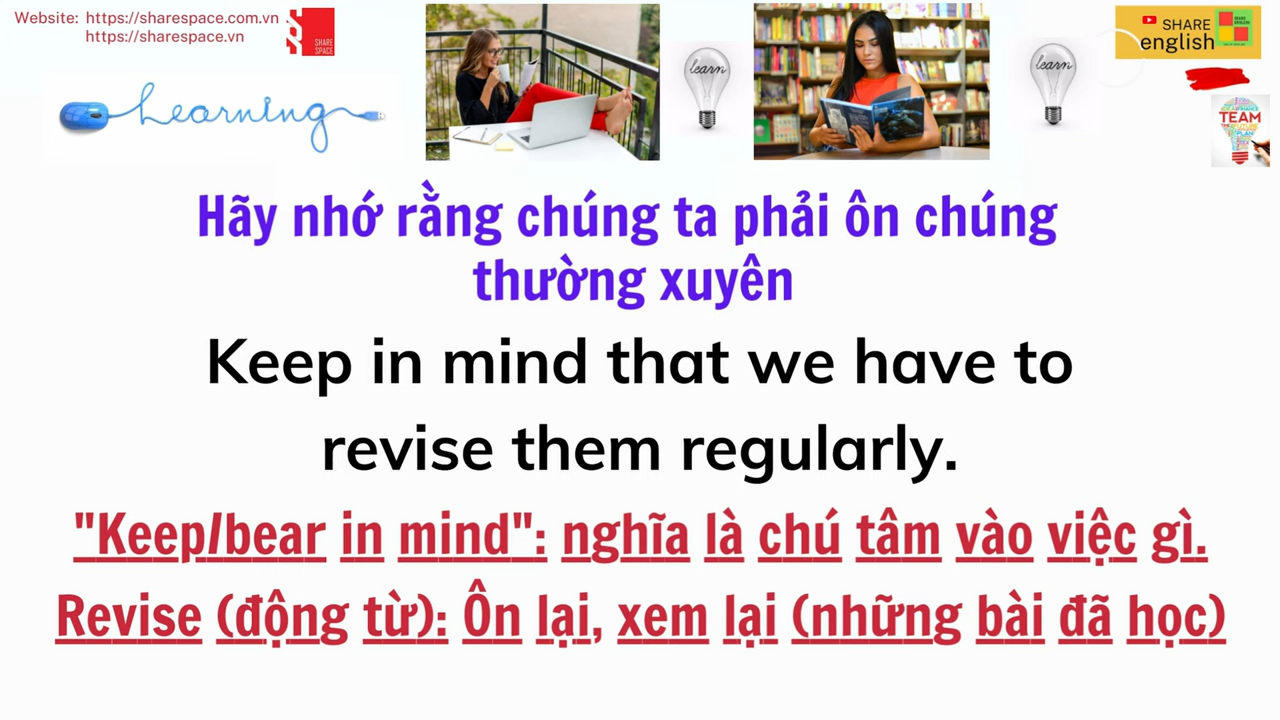 Website: https://sharespace.com.vn
https://sharespace.vn
SHARE
SPACE
SHARE
english
Learning
learn
learn
TEAM
PLAN
Hãy nhớ rằng chúng ta phải ôn chúng
thường xuyên
Keep in mind that we have to
revise them regularly.
"Keep/bear in mind": nghĩa là chú tâm vào việc gì.
Revise (động từ): Ôn lại, xem lại (những bài đã học)